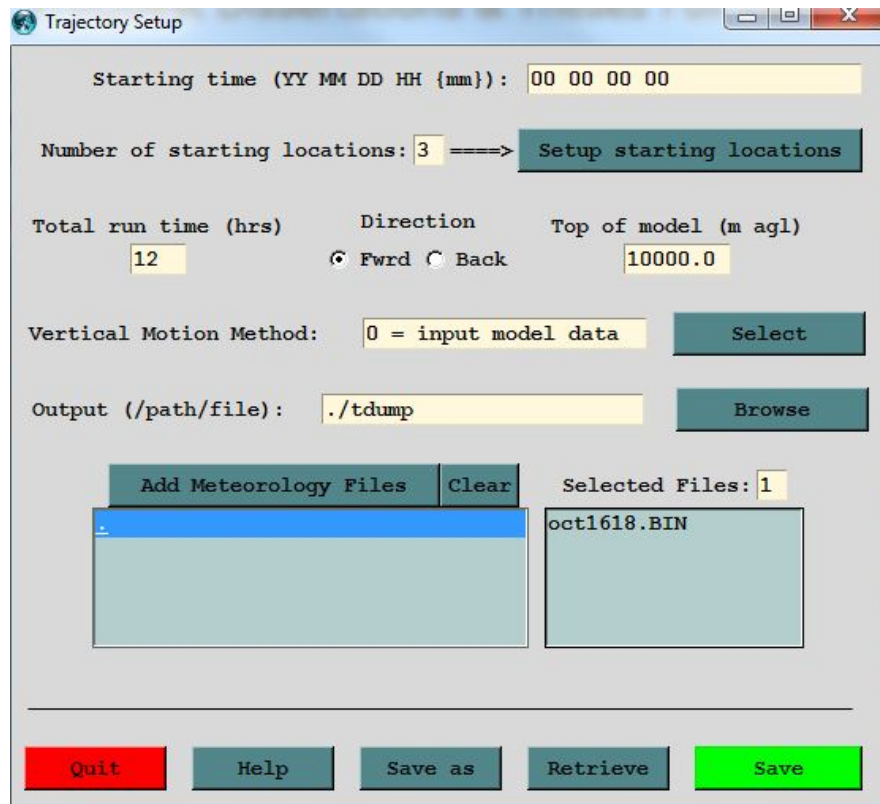 Trajectory Setup
Starting time (YY MM DD HH {mm}): 00 00 00 00
Number of starting locations: 3 ====> Setup starting locations
Total run time (hrs) Direction Top of model (m agl)
12 Fwrd Back 10000.0
Vertical Motion Method: 0 = input model data Select
Output (/path/file): ./tdump Browse
Add Meteorology Files Clear Selected Files: 1
. oct1618.BIN
Quit Help Save as Retrieve Save